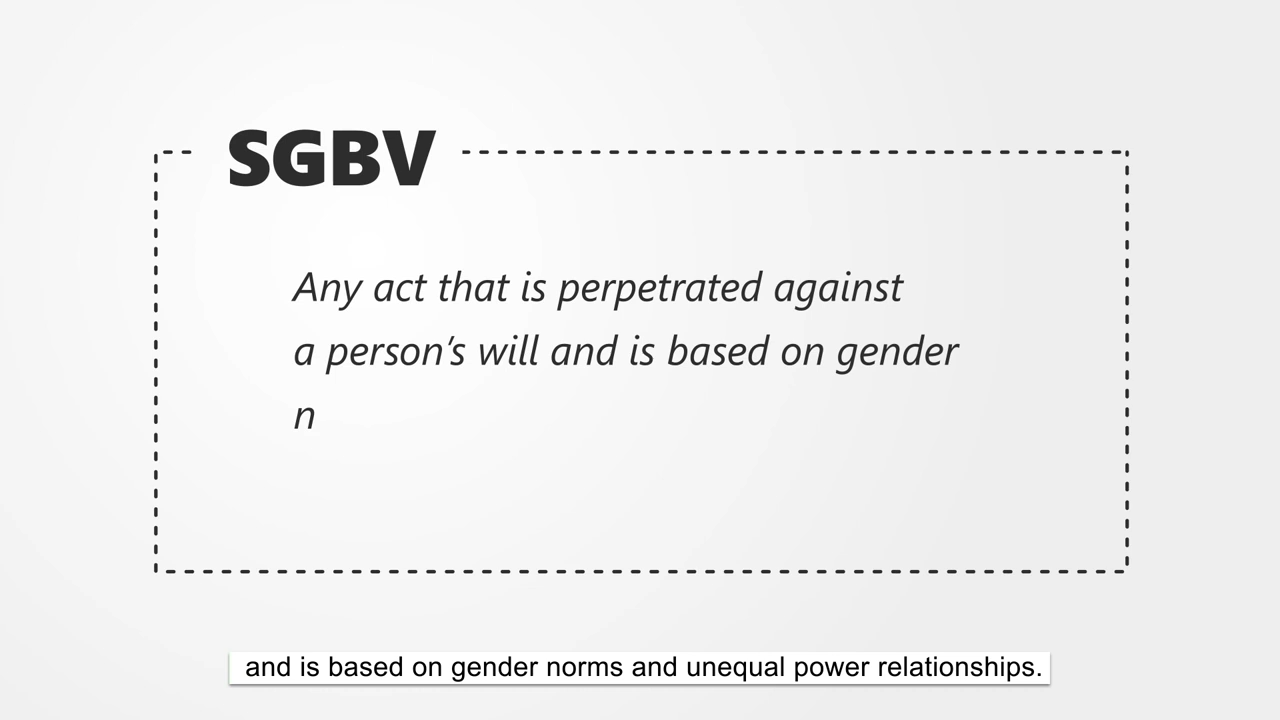 SGBV
Any act that is perpetrated against
a person’s will and is based on gender
n
and is based on gender norms and unequal power relationships.